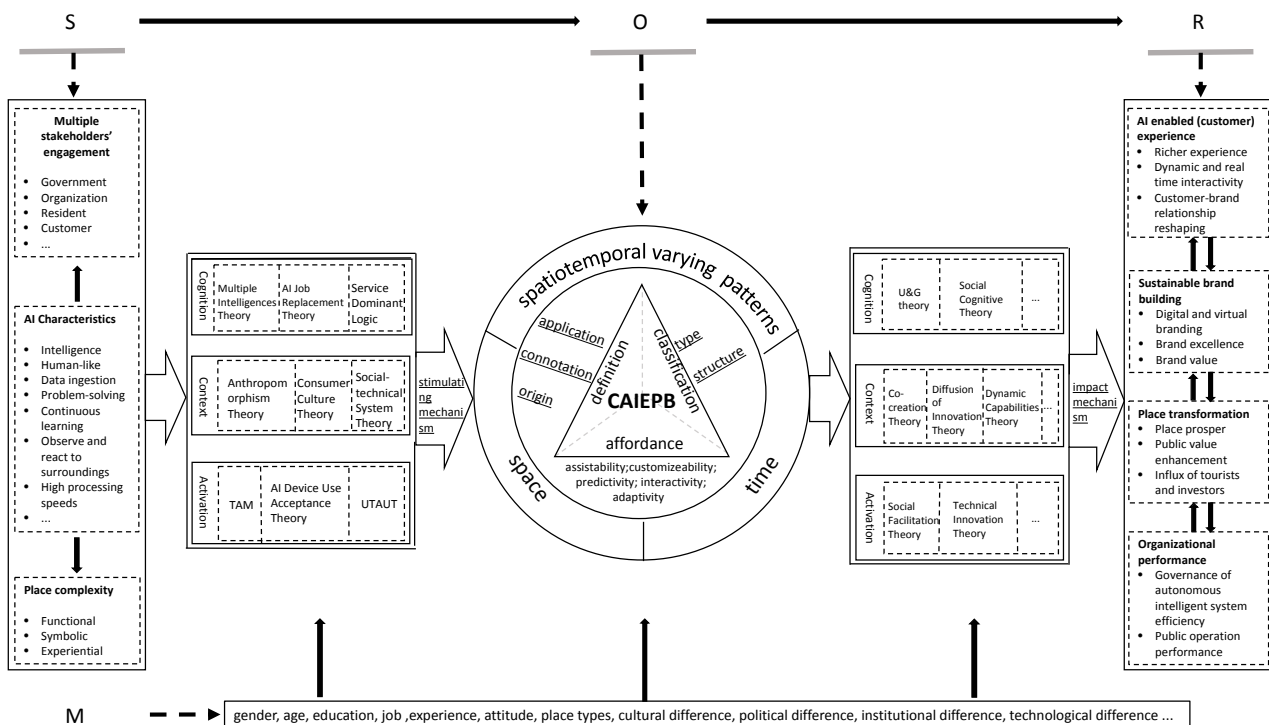 S
O
R
Multiple
stakeholders'
engagement
• Government
• Organization
• Resident
• Customer
• ...
AI Characteristics
• Intelligence
• Human-like
• Data ingestion
• Problem-solving
• Continuous
learning
• Observe and
react to
surroundings
• High processing
speeds
• ...
Place complexity
• Functional
• Symbolic
• Experiential
Cognition
Multiple
Intelligences
Theory
AI Job
Replacement
Theory
Service
Dominant
Logic
Context
Anthropom
orphism
Theory
Consumer
Culture
Theory
Social-
technical
System
Theory
Activation
TAM
AI Device Use
Acceptance
Theory
UTAUT
stimulati
ng
mechani
sm
spatiotemporal varying patterns
space
time
application
connotation
origin
definition
type
structure
classification
CAIEPB
affordance
assistability;customizeability;
predictivity; interactivity;
adaptivity
Cognition
U&G
theory
Social
Cognitive
Theory
...
Context
Co-
creation
Theory
Diffusion
of
Innovation
Theory
Dynamic
Capabilities
Theory
...
Activation
Social
Facilitation
Theory
Technical
Innovation
Theory
...
impact
mechani
sm
AI enabled (customer)
experience
• Richer experience
• Dynamic and real
time interactivity
• Customer-brand
relationship
reshaping
Sustainable brand
building
• Digital and virtual
branding
• Brand excellence
• Brand value
Place transformation
• Place prosper
• Public value
enhancement
• Influx of tourists
and investors
Organizational
performance
• Governance of
autonomous
intelligent system
efficiency
• Public operation
performance
M
gender, age, education, job ,experience, attitude, place types, cultural difference, political difference, institutional difference, technological difference ...